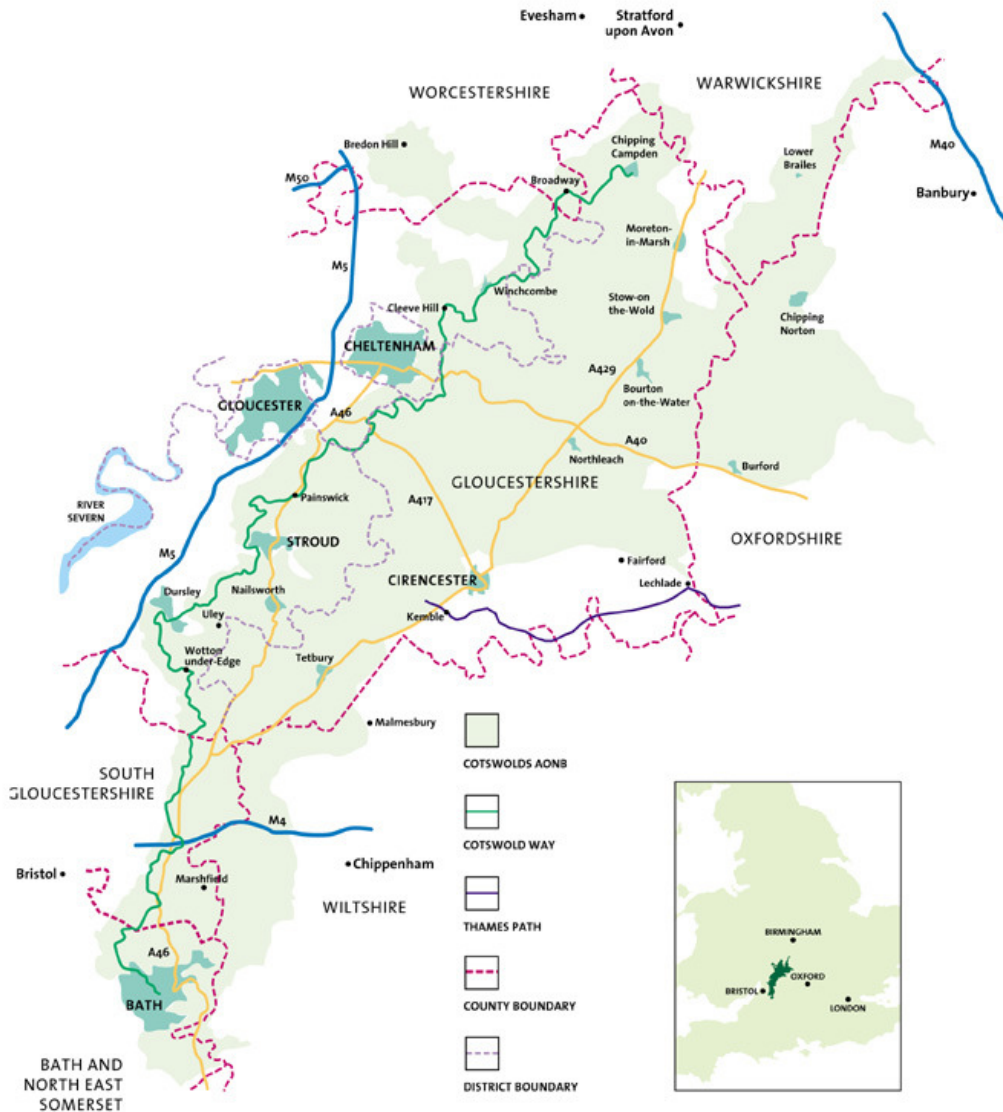 Evesham
Stratford
upon Avon
WORCESTERSHIRE
WARWICKSHIRE
Bredon Hill
Chipping
Campden
Lower
Brailes
M40
M50
Broadway
Banbury
Moreton-
in-Marsh
M5
Winchcombe
Cleeve Hill
Stow-on
the-Wold
Chipping
Norton
CHELTENHAM
A429
Bourton
on-the-Water
GLOUCESTER
A46
A40
Northleach
Burford
GLOUCESTERSHIRE
Painswick
A417
RIVER
SEVERN
STROUD
OXFORDSHIRE
M5
Fairford
CIRENCESTER
Lechlade
Dursley
Nailsworth
Uley
Kemble
Wotton
under-Edge
Tetbury
Malmesbury
COTSWOLDS AONB
SOUTH
GLOUCESTERSHIRE
M4
COTSWOLD WAY
Bristol
Chippenham
Marshfield
WILTSHIRE
THAMES PATH
A46
BATH
COUNTY BOUNDARY
BATH AND
NORTH EAST
SOMERSET
DISTRICT BOUNDARY
BIRMINGHAM
OXFORD
BRISTOL
LONDON